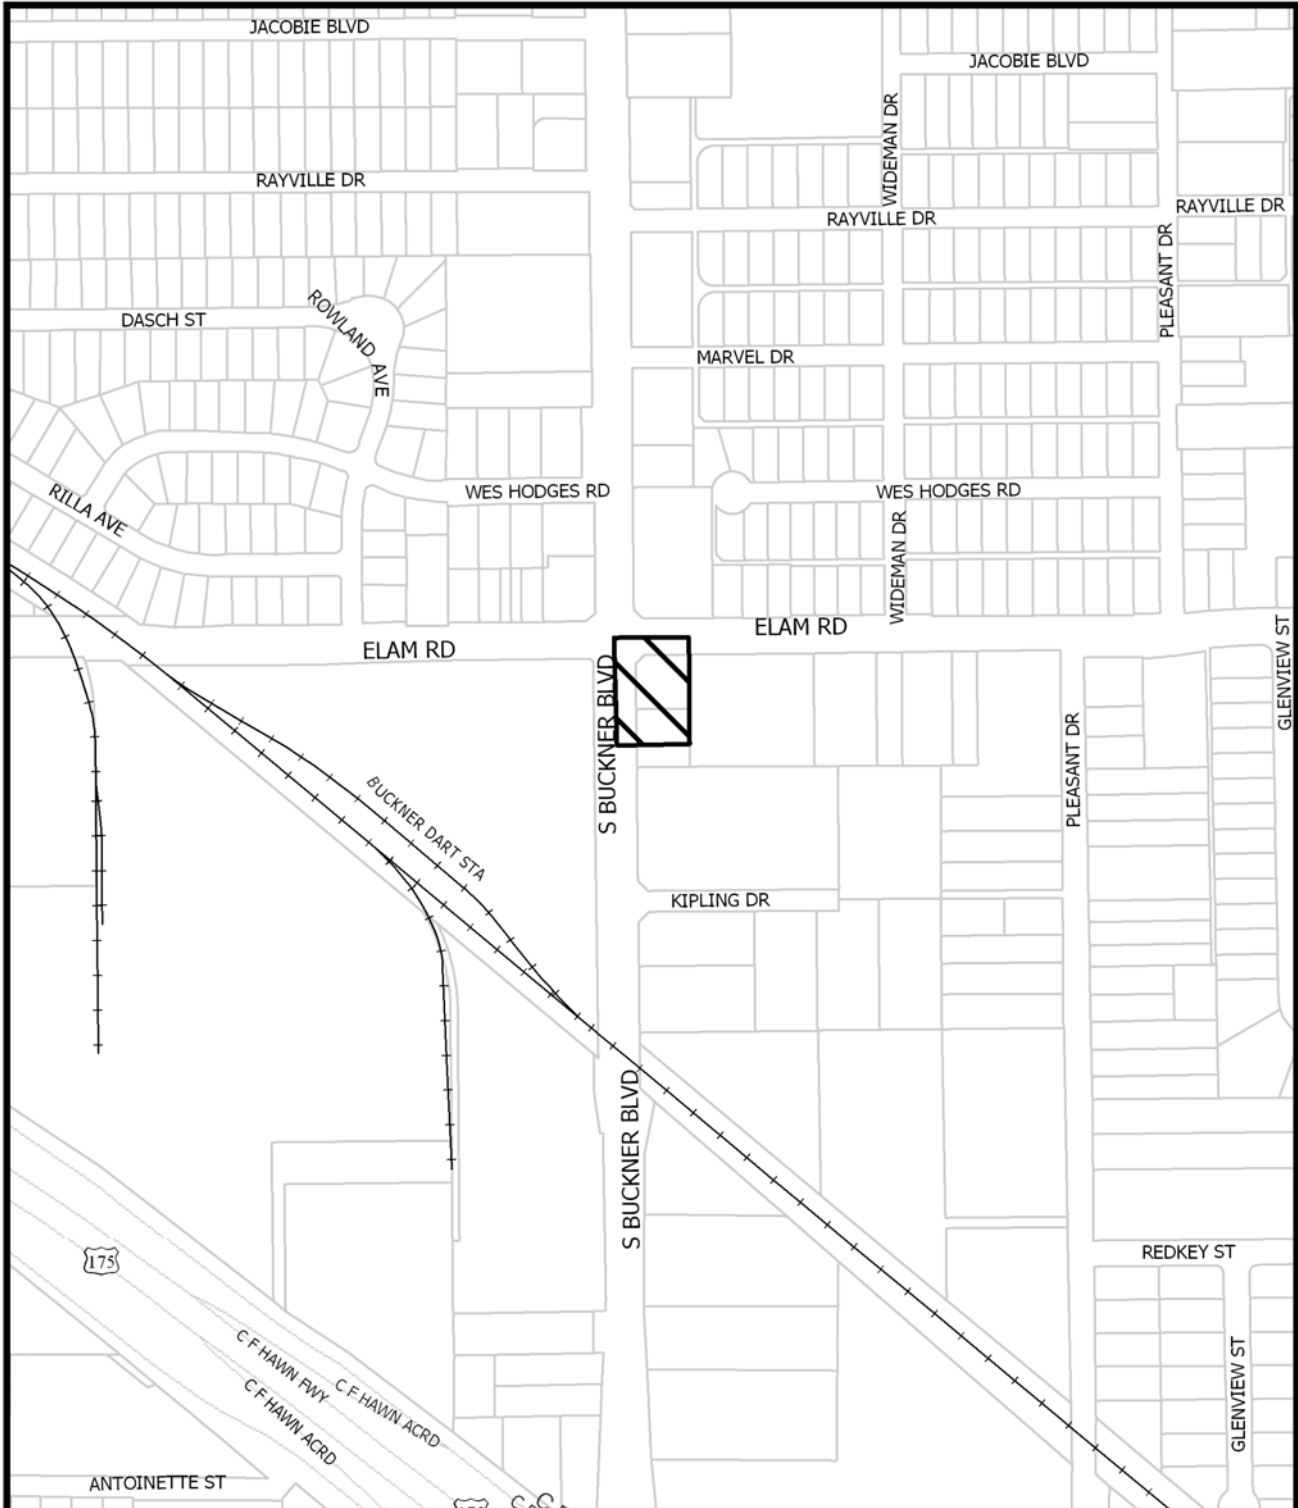 JACOBIE BLVD
JACOBIE BLVD
WIDEMAN DR
RAYVILLE DR
RAYVILLE DR
RAYVILLE DR
PLEASANT DR
ROWLAND AVE
DASCH ST
MARVEL DR
RILLA AVE
WES HODGES RD
WES HODGES RD
WIDEMAN DR
ELAM RD
ELAM RD
GLENVIEW ST
S BUCKNER BLVD
PLEASANT DR
BUCKNER DART STA
KIPLING DR
S BUCKNER BLVD
175
REDKEY ST
C F HAWN FWY
C F HAWN ACRD
C F HAWN ACRD
GLENVIEW ST
ANTOINETTE ST